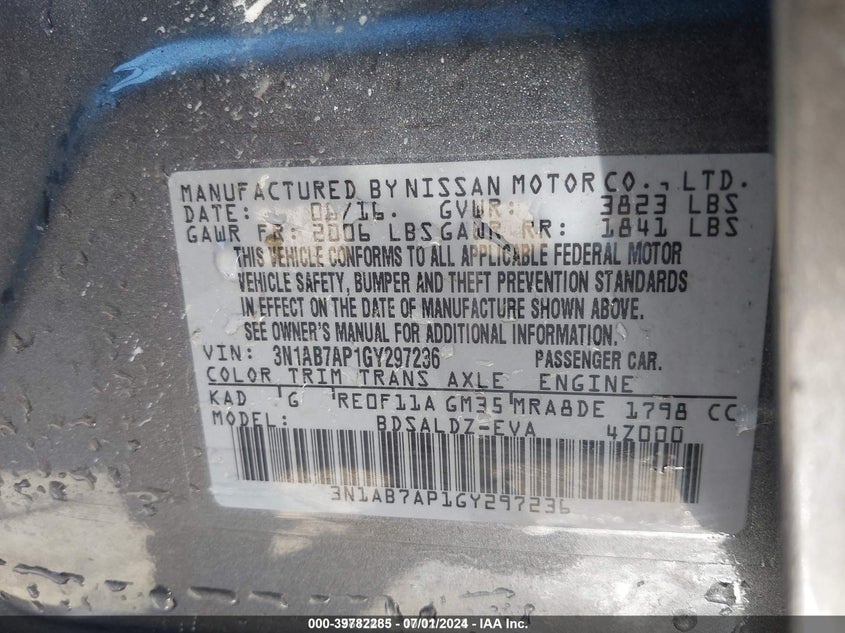 MANUFACTURED BY NISSAN MOTOR CO., LTD.
DATE: 06/16. GVWR: 3823 LBS
GAWR FR: 2006 LBS GAWR RR: 1841 LBS
THIS VEHICLE CONFORMS TO ALL APPLICABLE FEDERAL MOTOR
VEHICLE SAFETY, BUMPER AND THEFT PREVENTION STANDARDS
IN EFFECT ON THE DATE OF MANUFACTURE SHOWN ABOVE.
SEE OWNER'S MANUAL FOR ADDITIONAL INFORMATION.
VIN: 3N1AB7AP1GY297236 PASSENGER CAR.
COLOR TRIM TRANS AXLE ENGINE
KAD G RE0F11A GM35 MRA8DE 1798 CC
MODEL: BDSALDZ-EVA 4Z000
3N1AB7AP1GY297236
000-39782285 - 07/01/2024 - IAA Inc.